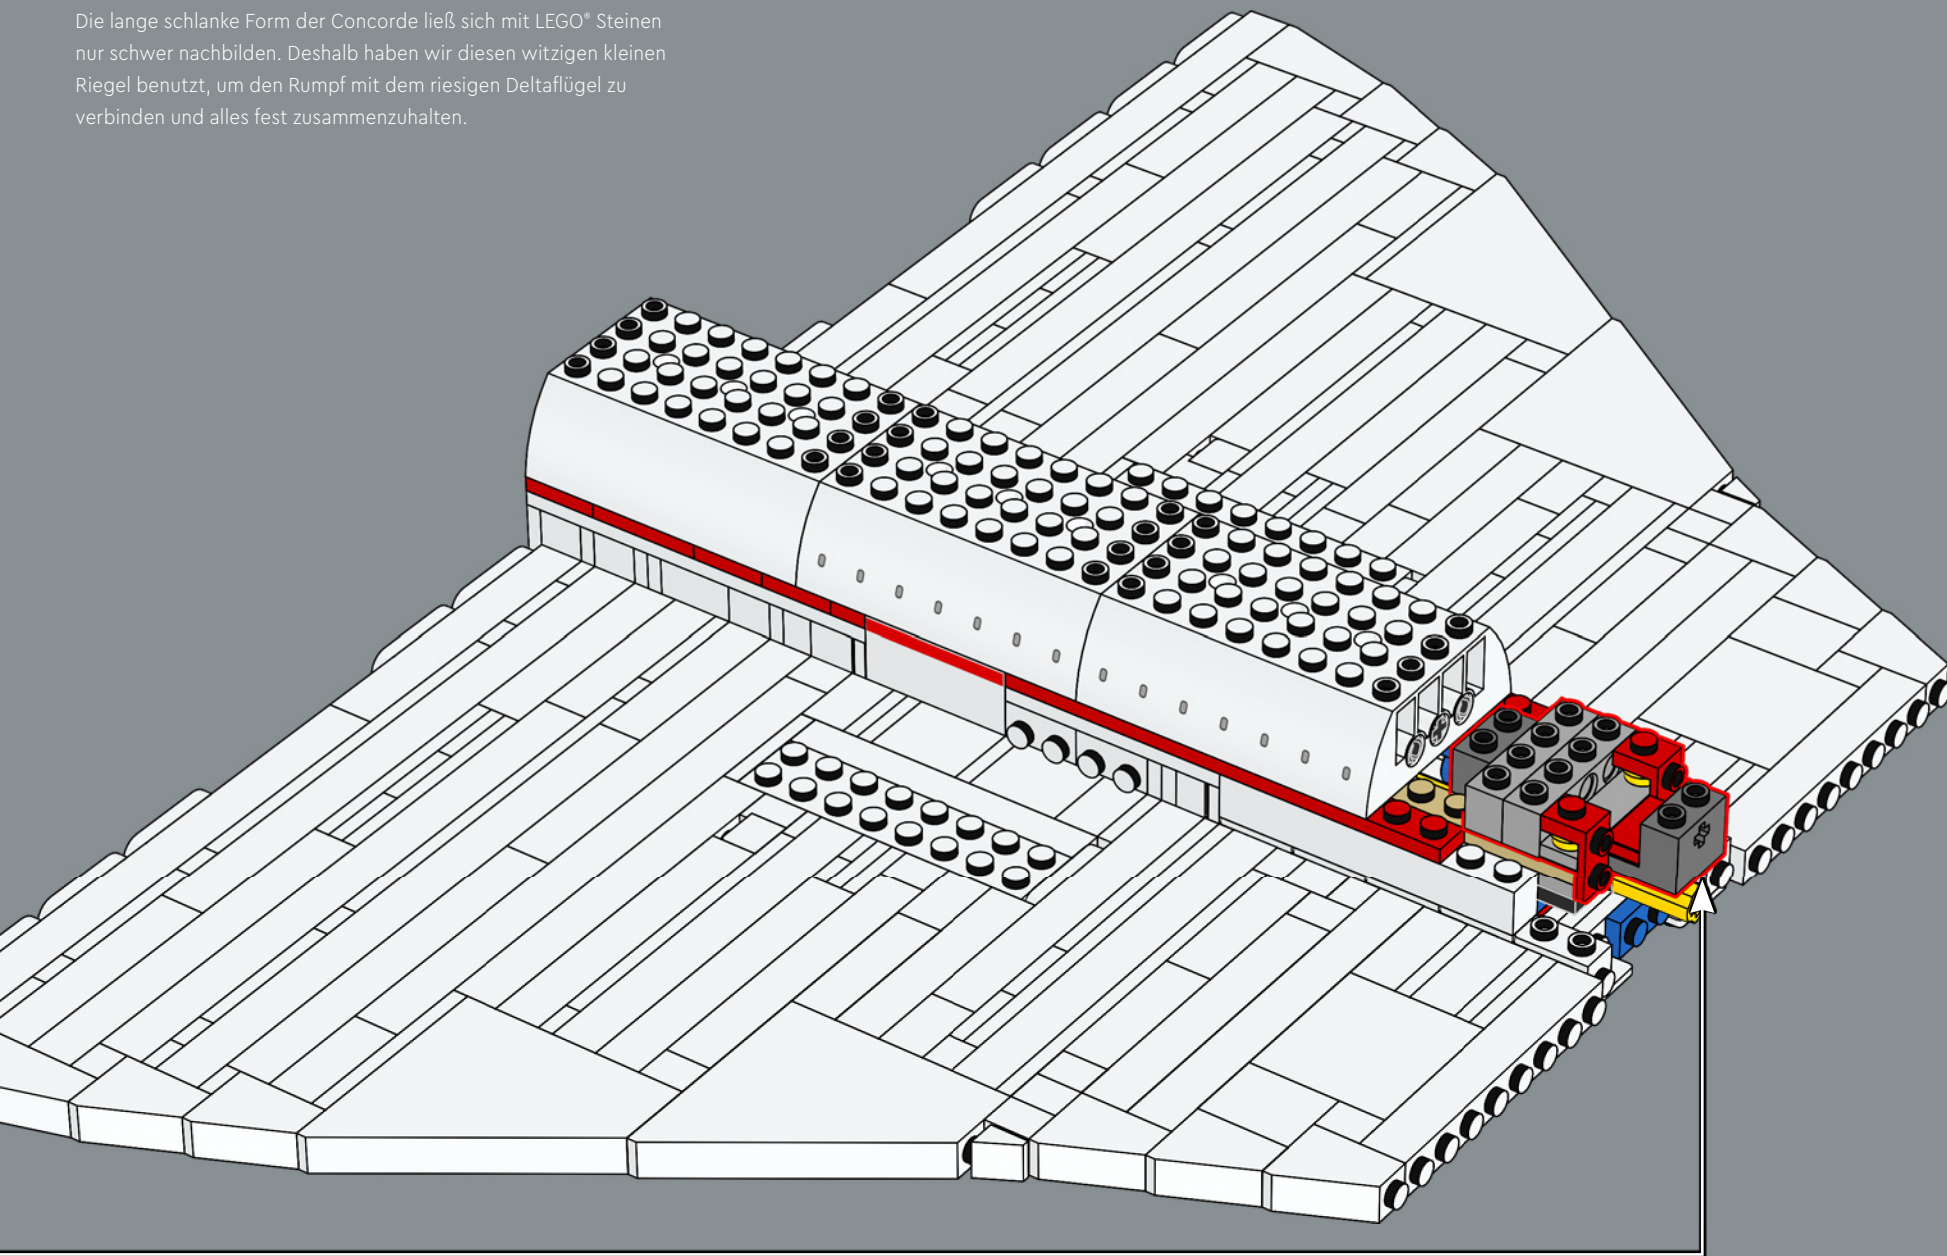 Die lange schlanke Form der Concorde ließ sich mit LEGO® Steinen
nur schwer nachbilden. Deshalb haben wir diesen witzigen kleinen
Riegel benutzt, um den Rumpf mit dem riesigen Deltaflügel zu
verbinden und alles fest zusammenzuhalten.